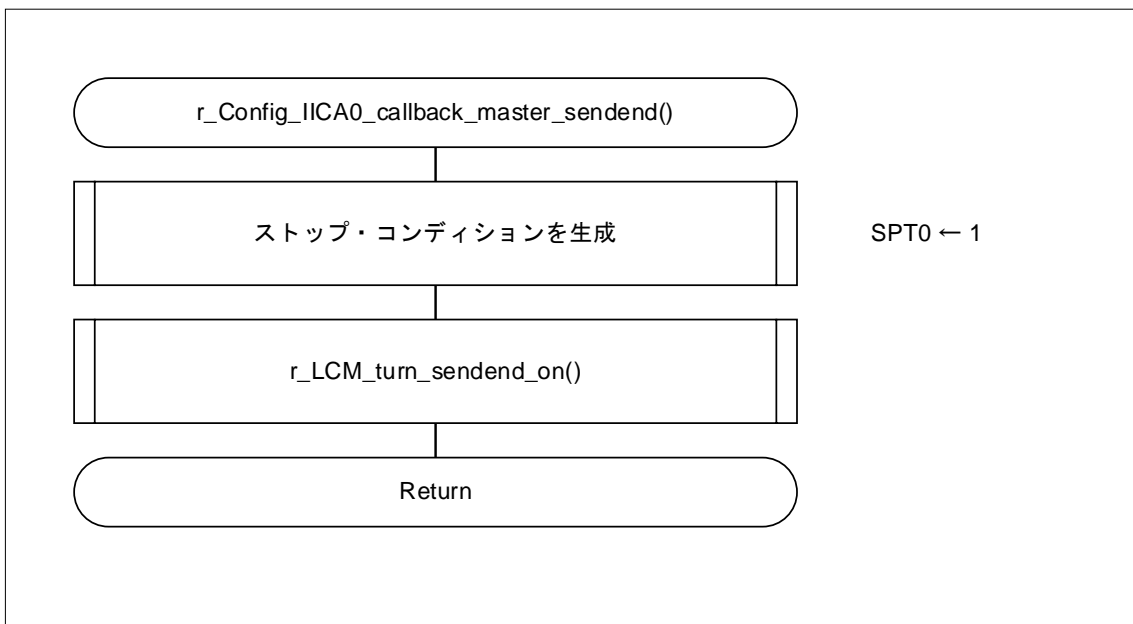 r_Config_IICA0_callback_master_sendend()
ストップ・コンディションを生成
SPT0 ← 1
r_LCM_turn_sendend_on()
Return